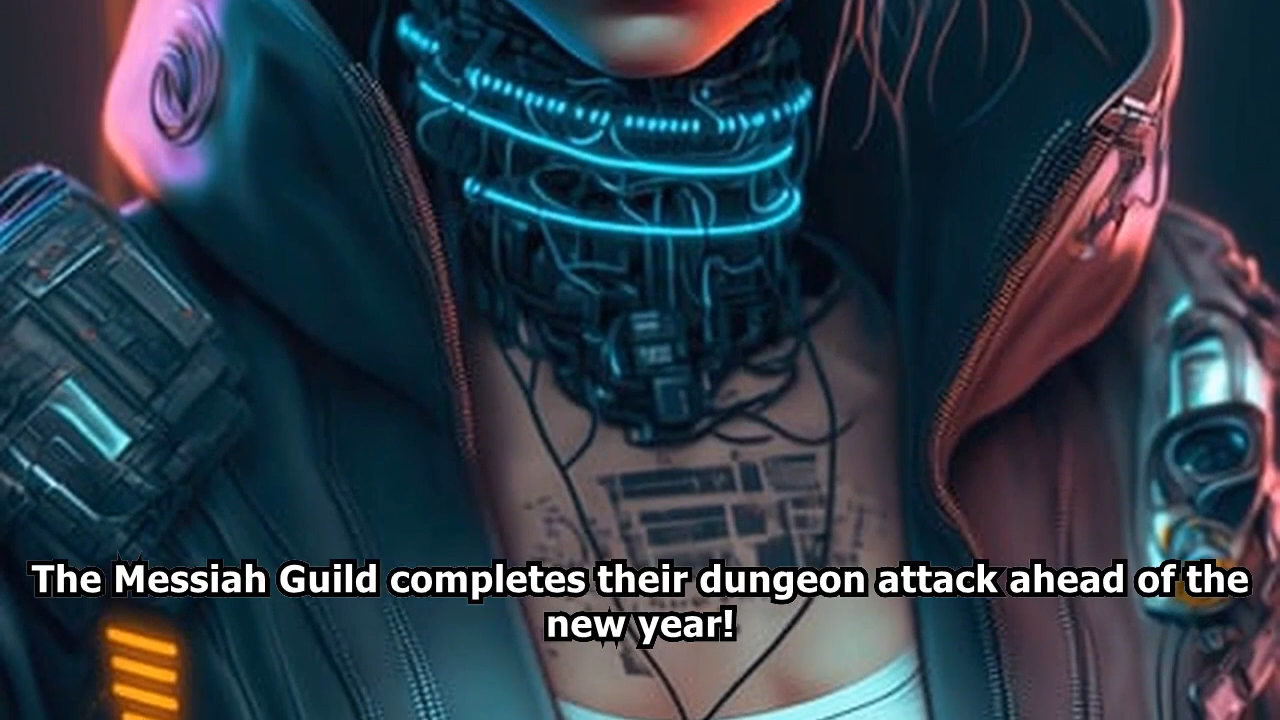 The Messiah Guild completes their dungeon attack ahead of the
new year!